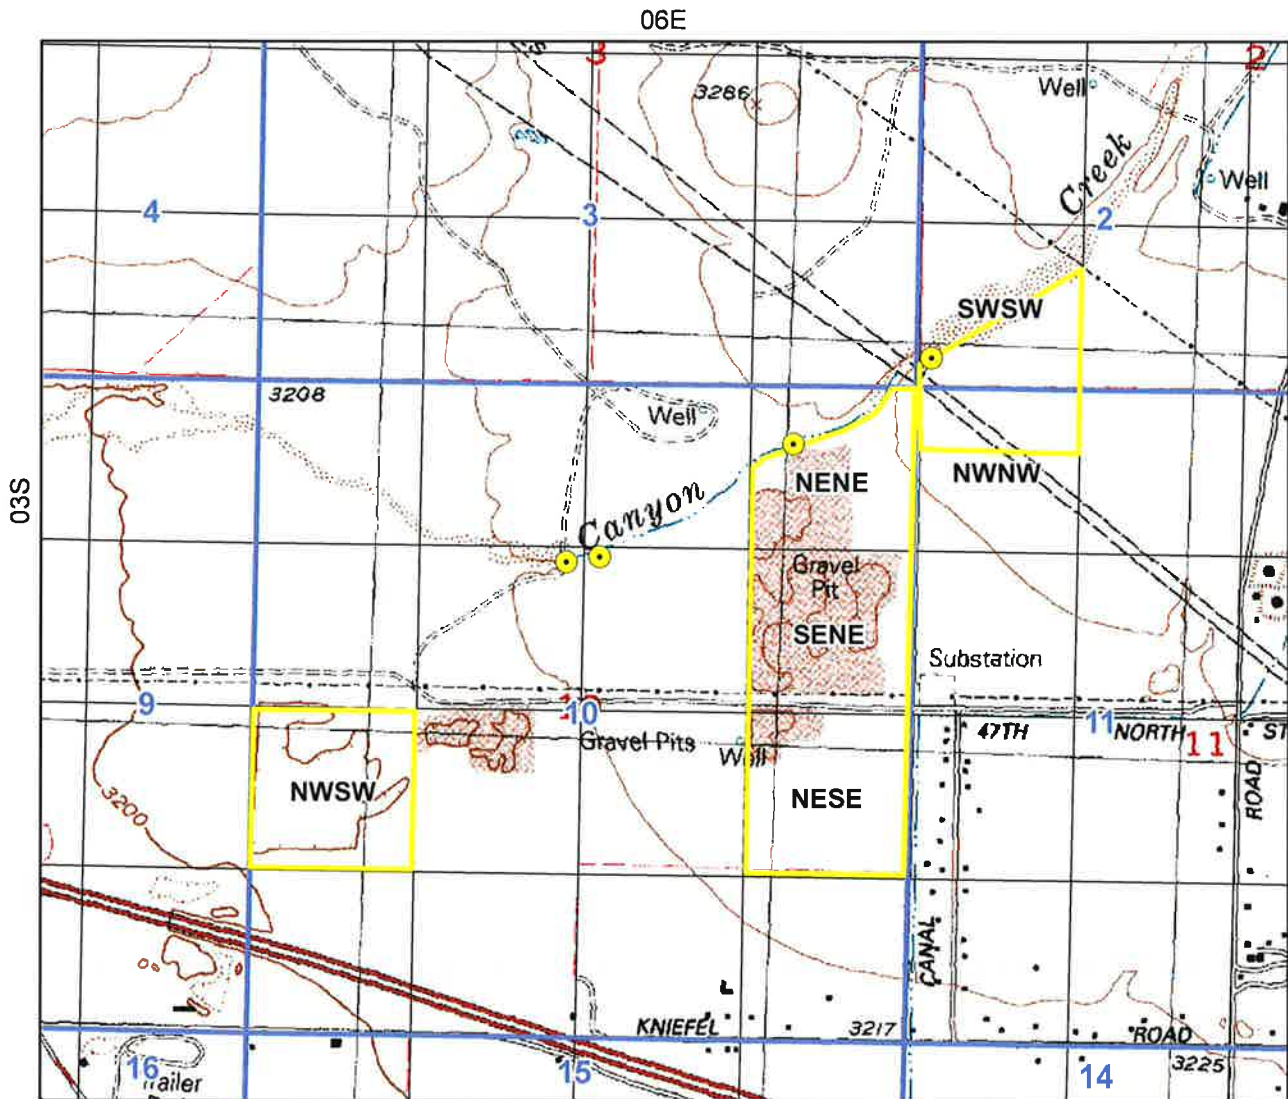 06E
3
2
3286
Well
Creek
Well
4
3
2
SWSW
3208
Well
NENE
NWNW
Canyon
03S
Gravel
Pit
SENE
Substation
9
10
11
47TH
NORTH
11
ST
Gravel Pits
Well
NWSW
NESE
ROAD
3200
CANAL
KNIEFEL
3217
ROAD
3225
16
railer
15
14